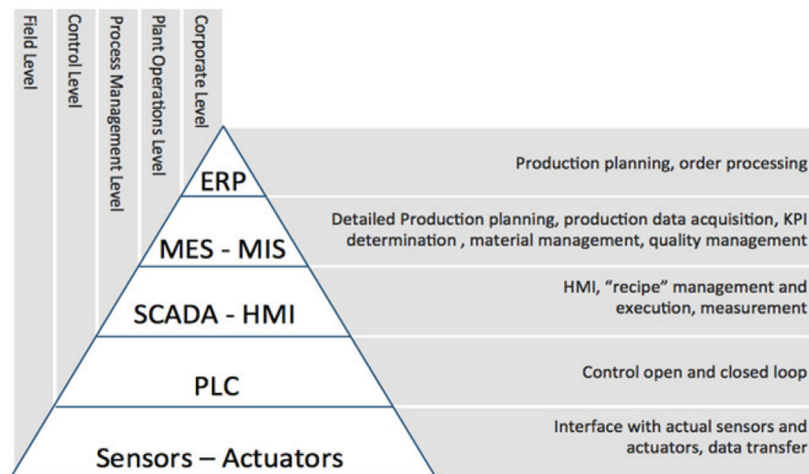 Field Level
Control Level
Process Management Level
Plant Operations Level
Corporate Level
ERP
Production planning, order processing
MES - MIS
Detailed Production planning, production data acquisition, KPI
determination , material management, quality management
SCADA - HMI
HMI, “recipe” management and
execution, measurement
PLC
Control open and closed loop
Sensors – Actuators
Interface with actual sensors and
actuators, data transfer